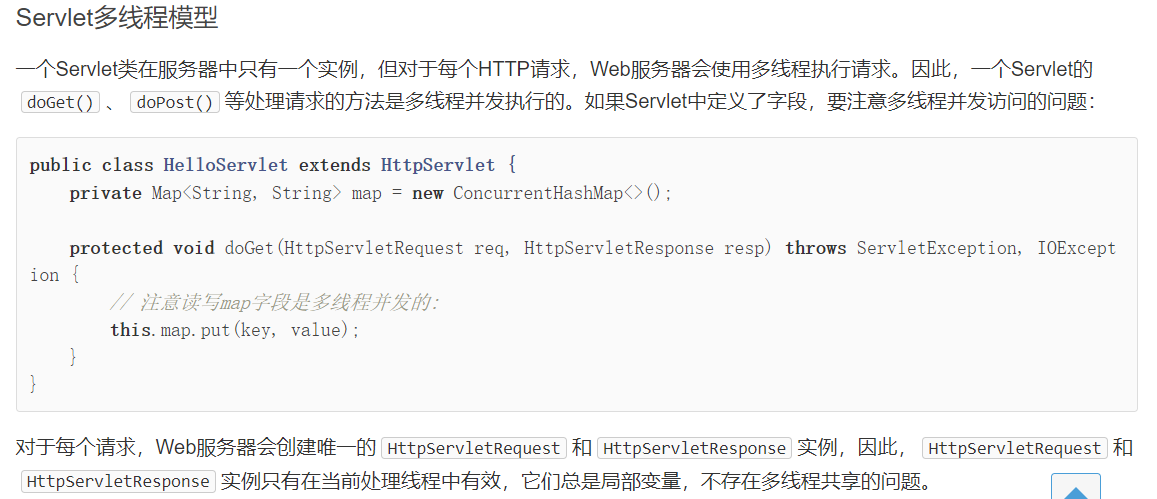 Servlet多线程模型
一个Servlet类在服务器中只有一个实例，但对于每个HTTP请求，Web服务器会使用多线程执行请求。因此，一个Servlet的
doGet() 、 doPost() 等处理请求的方法是多线程并发执行的。如果Servlet中定义了字段，要注意多线程并发访问的问题：
public class HelloServlet extends HttpServlet {
    private Map<String, String> map = new ConcurrentHashMap<>();
    protected void doGet(HttpServletRequest req, HttpServletResponse resp) throws ServletException, IOExcept
ion {
        // 注意读写map字段是多线程并发的:
        this.map.put(key, value);
    }
}
对于每个请求，Web服务器会创建唯一的 HttpServletRequest 和 HttpServletResponse 实例，因此， HttpServletRequest 和
HttpServletResponse 实例只有在当前处理线程中有效，它们总是局部变量，不存在多线程共享的问题。